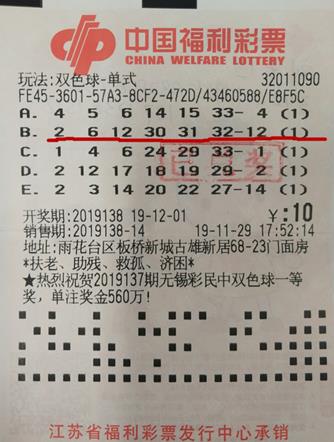 中国福利彩票
CHINA WELFARE LOTTERY
玩法:双色球-单式 32011090
FE45-3601-57A3-8CF2-472D/43460588/E8F5C
A. 4 5 6 14 15 33- 4 (1)
B. 2 6 12 30 31 32-12 (1)
C. 1 4 6 24 29 33- 1 (1)
D. 2 12 17 18 19 29- 2 (1)
E. 2 3 14 20 22 27-14 (1)
开奖期:2019138 19-12-01 ¥:10
销售期:2019138-14 19-11-29 17:52:14
地址:雨花台区板桥新城古雄新居68-23门面房
*扶老、助残、救孤、济困*
★热烈祝贺2019137期无锡彩民中双色球一等
奖,单注奖金560万!
江苏省福利彩票发行中心承销